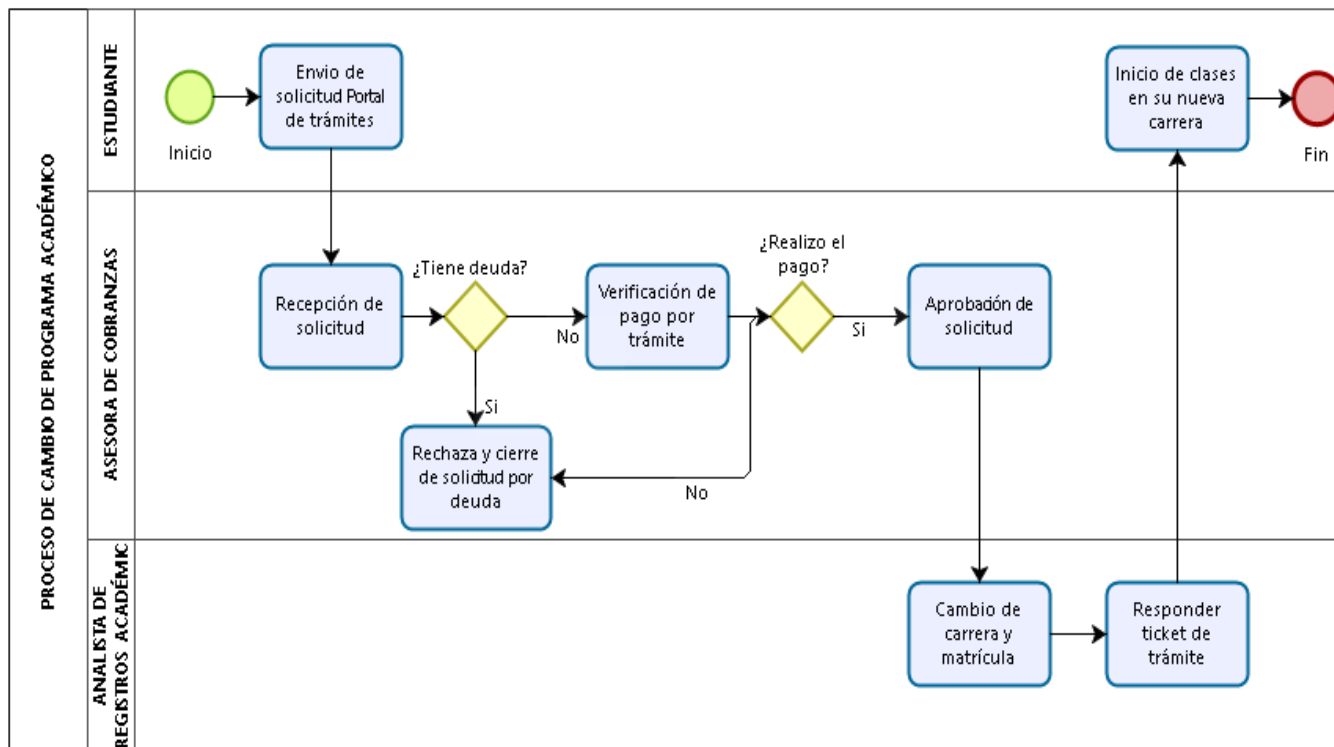 PROCESO DE CAMBIO DE PROGRAMA ACADÉMICO
ESTUDIANTE
Inicio
Envio de
solicitud Portal
de trámites
Inicio de clases
en su nueva
carrera
Fin
ASESORA DE COBRANZAS
Recepción de
solicitud
¿Tiene deuda?
No
Si
Verificación de
pago por
trámite
¿Realizo el
pago?
Si
No
Aprobación de
solicitud
Rechaza y cierre
de solicitud por
deuda
ANALISTA DE
REGISTROS ACADÉMIC
Cambio de
carrera y
matrícula
Responder
ticket de
trámite